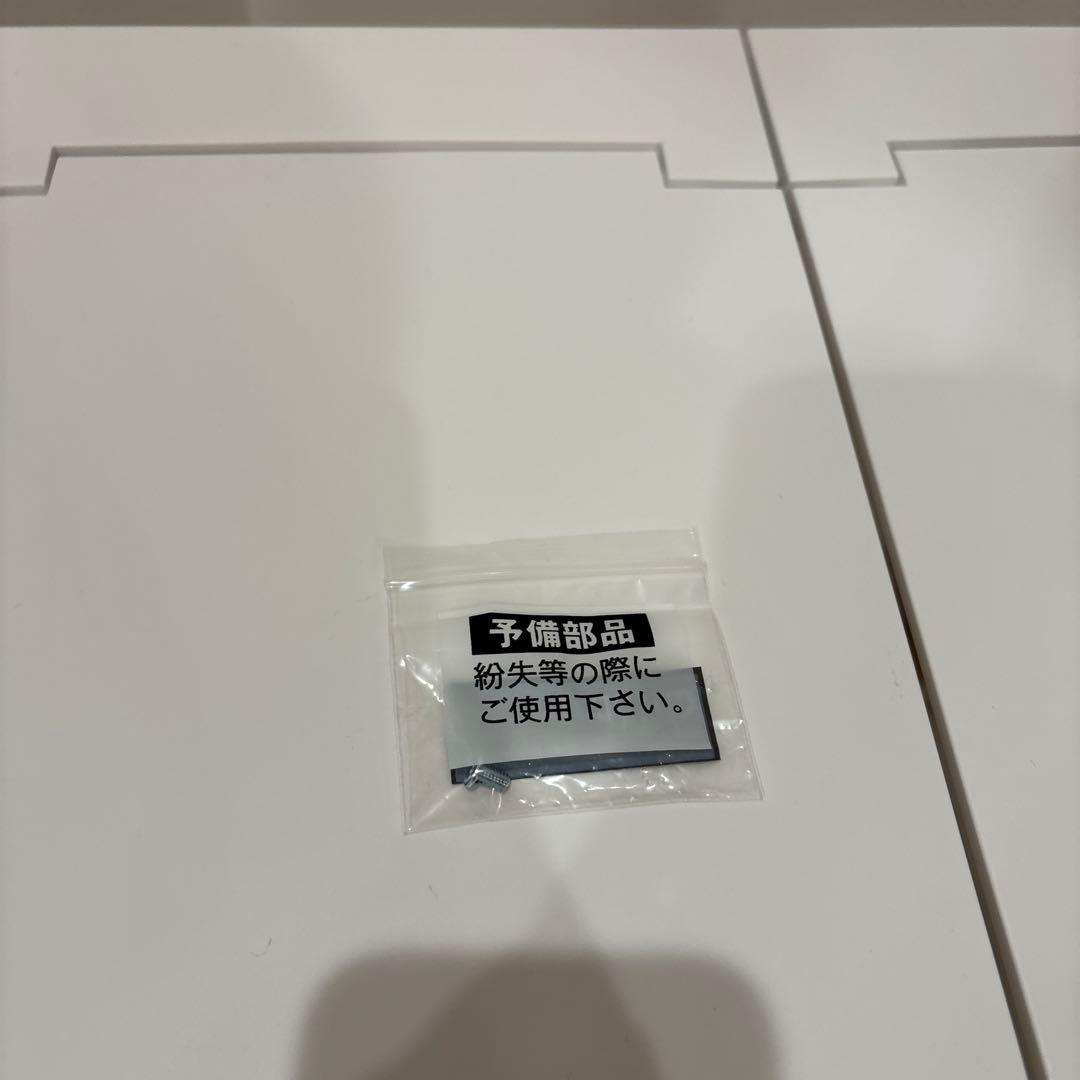 予備部品
紛失等の際に
ご使用下さい。